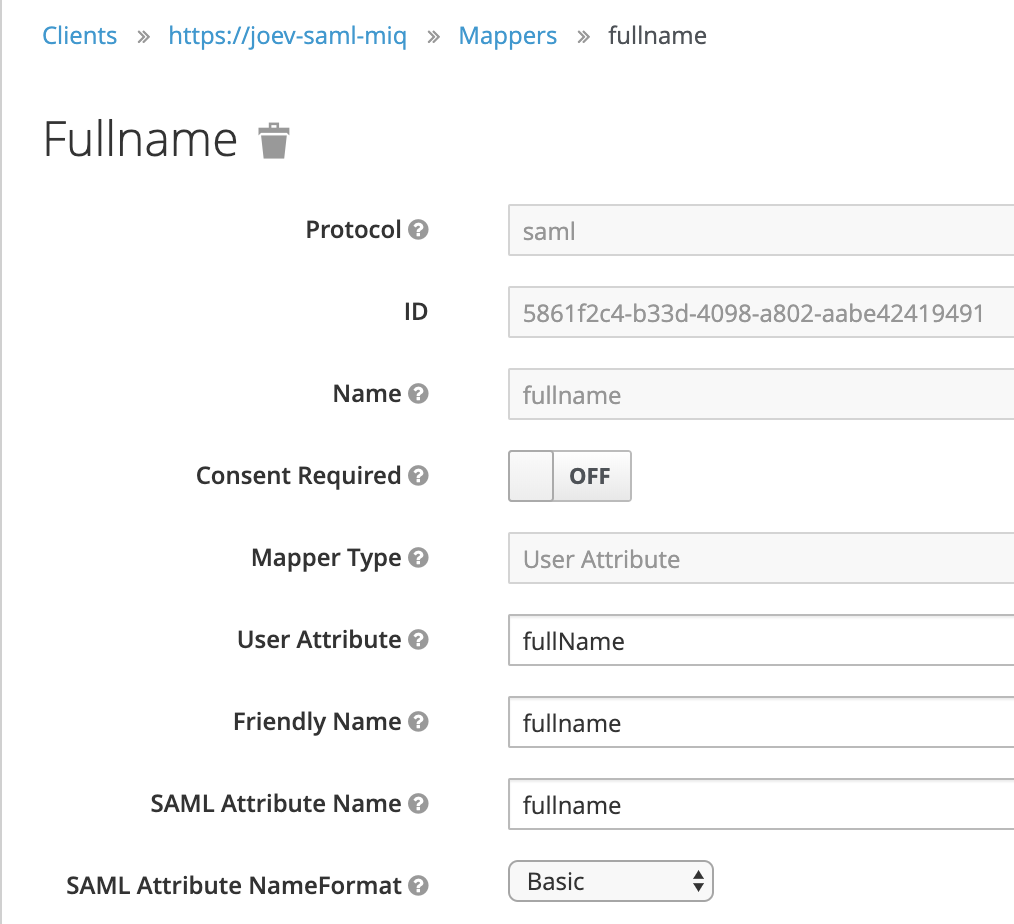 Clients » https://joev-saml-miq » Mappers » fullname
Fullname
Protocol saml
ID 5861f2c4-b33d-4098-a802-aabe42419491
Name fullname
Consent Required OFF
Mapper Type User Attribute
User Attribute fullName
Friendly Name fullname
SAML Attribute Name fullname
SAML Attribute NameFormat Basic